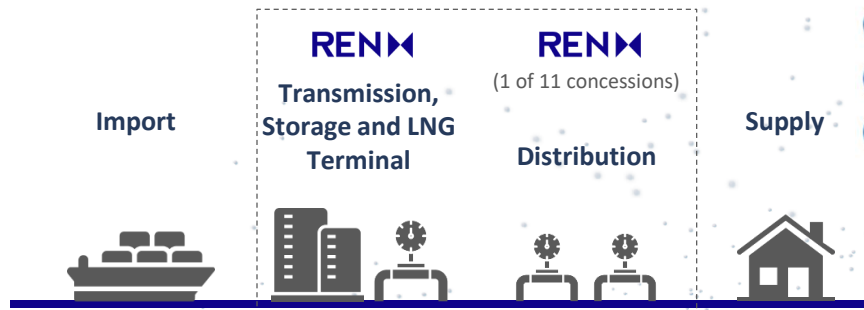 REN
REN
(1 of 11 concessions)
Import
Transmission,
Storage and LNG
Terminal
Distribution
Supply